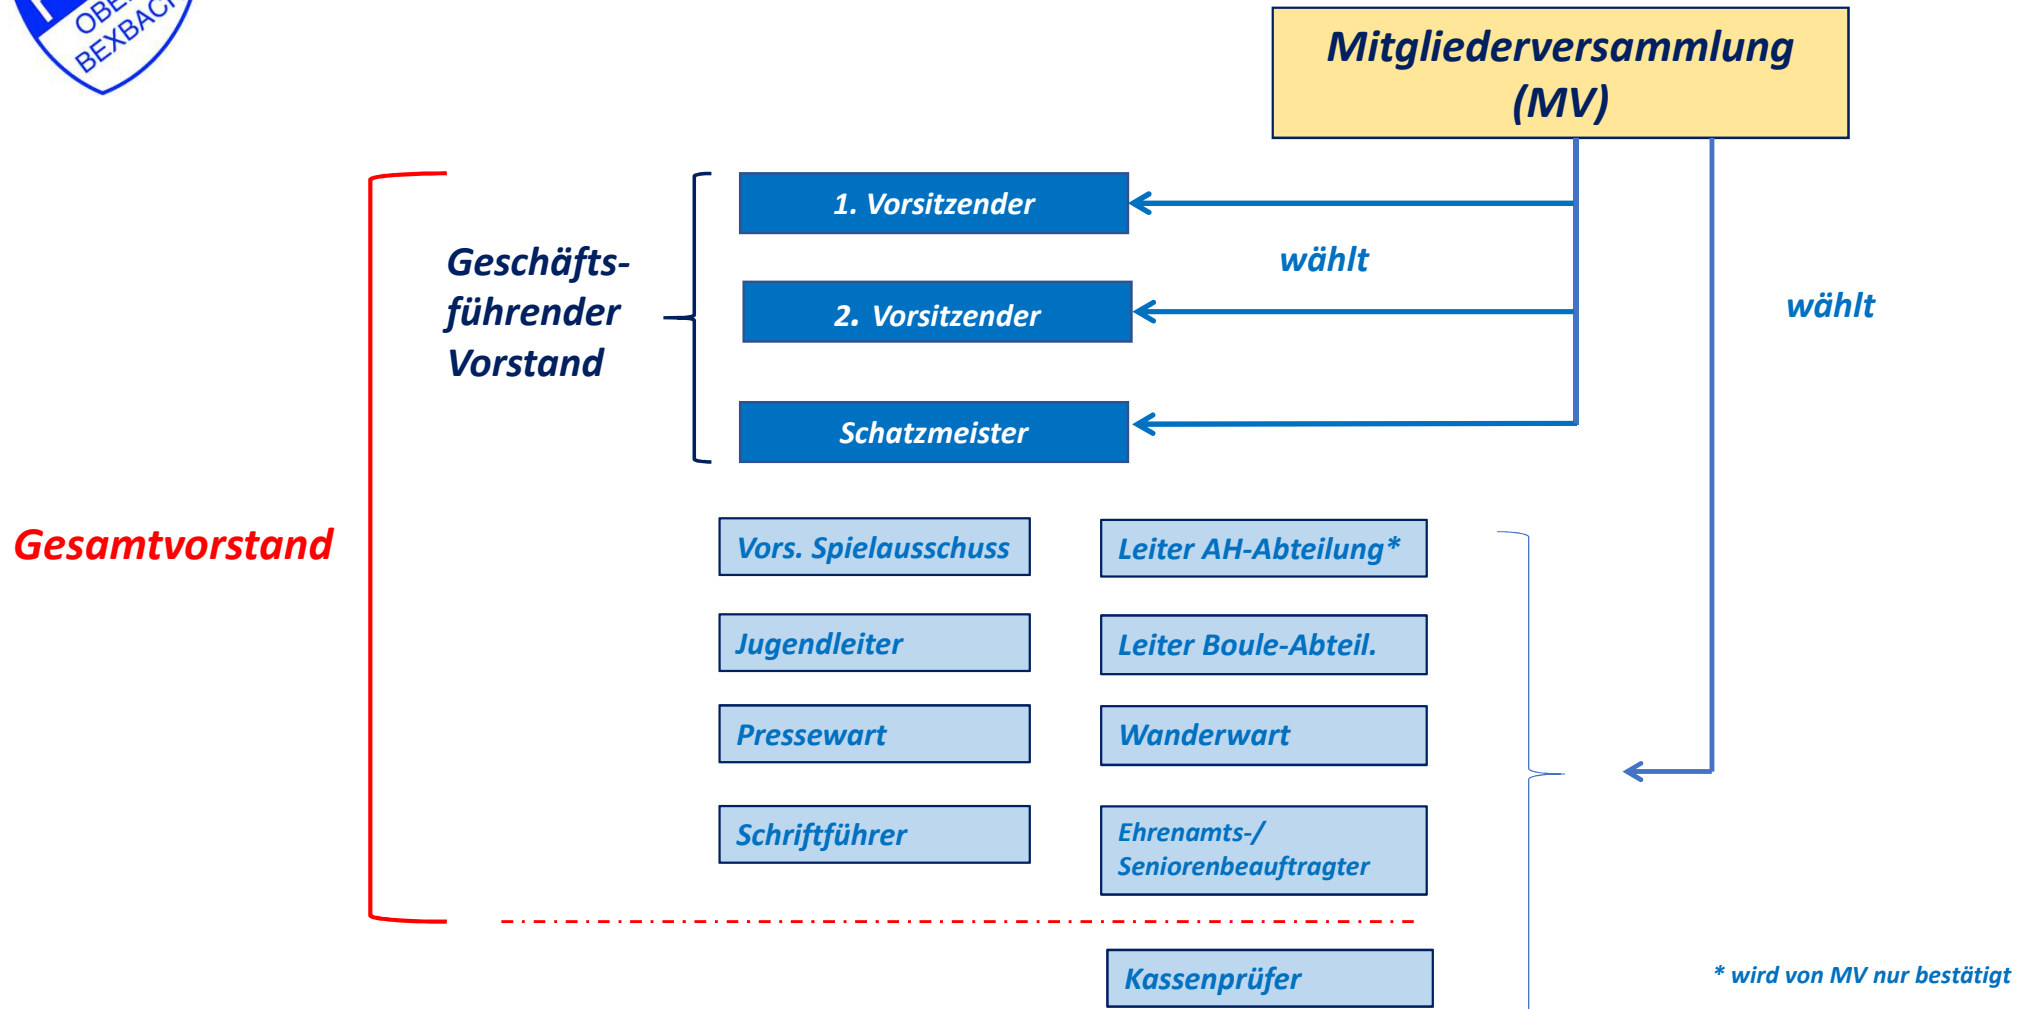 BEXBACH
Mitgliederversammlung
(MV)
1. Vorsitzender
Geschäfts-
führender
Vorstand
wählt
2. Vorsitzender
wählt
Schatzmeister
Gesamtvorstand
Vors. Spielausschuss
Leiter AH-Abteilung*
Jugendleiter
Leiter Boule-Abteil.
Pressewart
Wanderwart
Schriftführer
Ehrenamts-/
Seniorenbeauftragter
Kassenprüfer
* wird von MV nur bestätigt